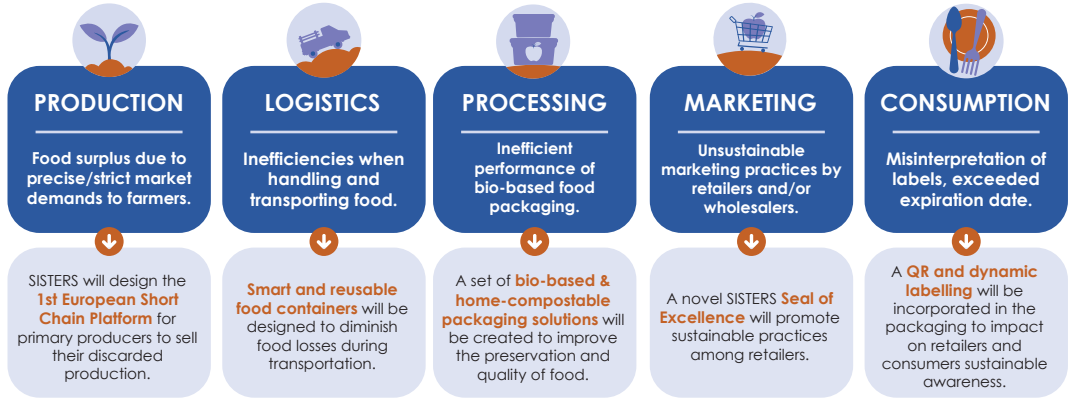 PRODUCTION
Food surplus due to
precise/strict market
demands to farmers.
SISTERS will design the
1st European Short
Chain Platform for
primary producers to sell
their discarded
production.
LOGISTICS
Inefficiencies when
handling and
transporting food.
Smart and reusable
food containers will be
designed to diminish
food losses during
transportation.
PROCESSING
Inefficient
performance of
bio-based food
packaging.
A set of bio-based &
home-compostable
packaging solutions will
be created to improve
the preservation and
quality of food.
MARKETING
Unsustainable
marketing practices by
retailers and/or
wholesalers.
A novel SISTERS Seal of
Excellence will promote
sustainable practices
among retailers.
CONSUMPTION
Misinterpretation of
labels, exceeded
expiration date.
A QR and dynamic
labelling will be
incorporated in the
packaging to impact
on retailers and
consumers sustainable
awareness.